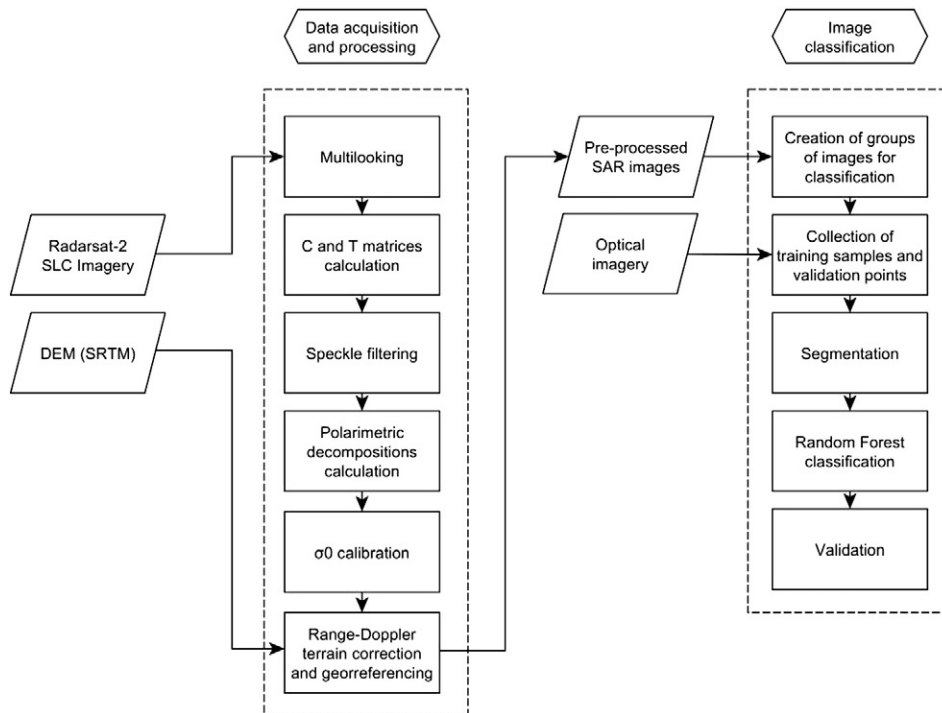 Data acquisition
and processing
Image
classification
Multilooking
Pre-processed
SAR images
Creation of groups
of images for
classification
Radarsat-2
SLC Imagery
C and T matrices
calculation
Optical
imagery
Collection of
training samples and
validation points
DEM (SRTM)
Speckle filtering
Segmentation
Polarimetric
decompositions
calculation
Random Forest
classification
σ0 calibration
Validation
Range-Doppler
terrain correction
and georreferencing